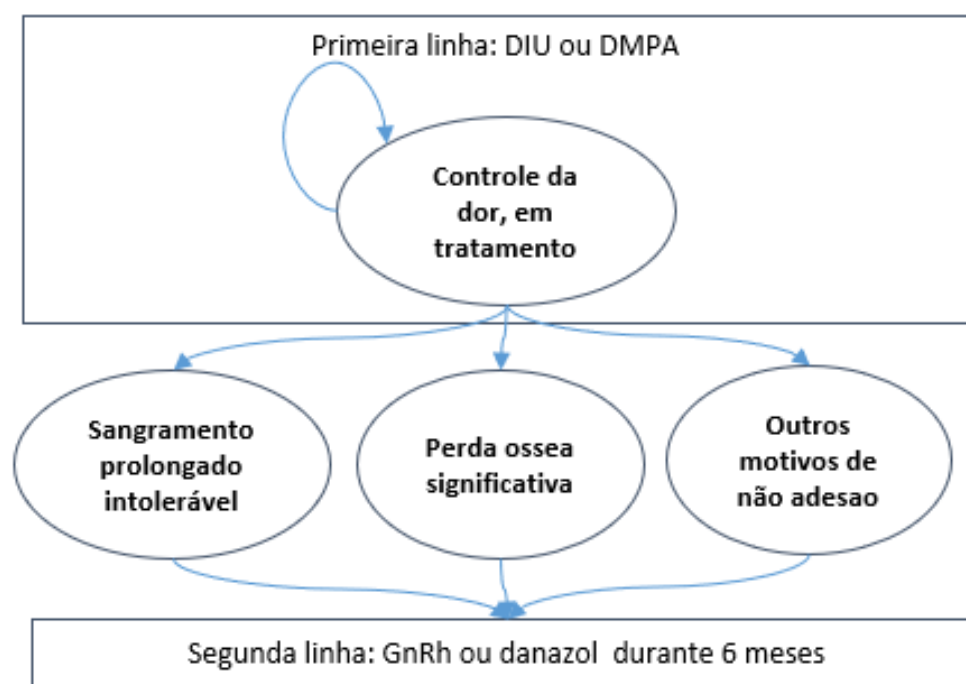 Primeira linha: DIU ou DMPA
Controle da
dor, em
tratamento
Sangramento
prolongado
intolerável
Perda ossea
significativa
Outros
motivos de
não adesao
Segunda linha: GnRh ou danazol durante 6 meses